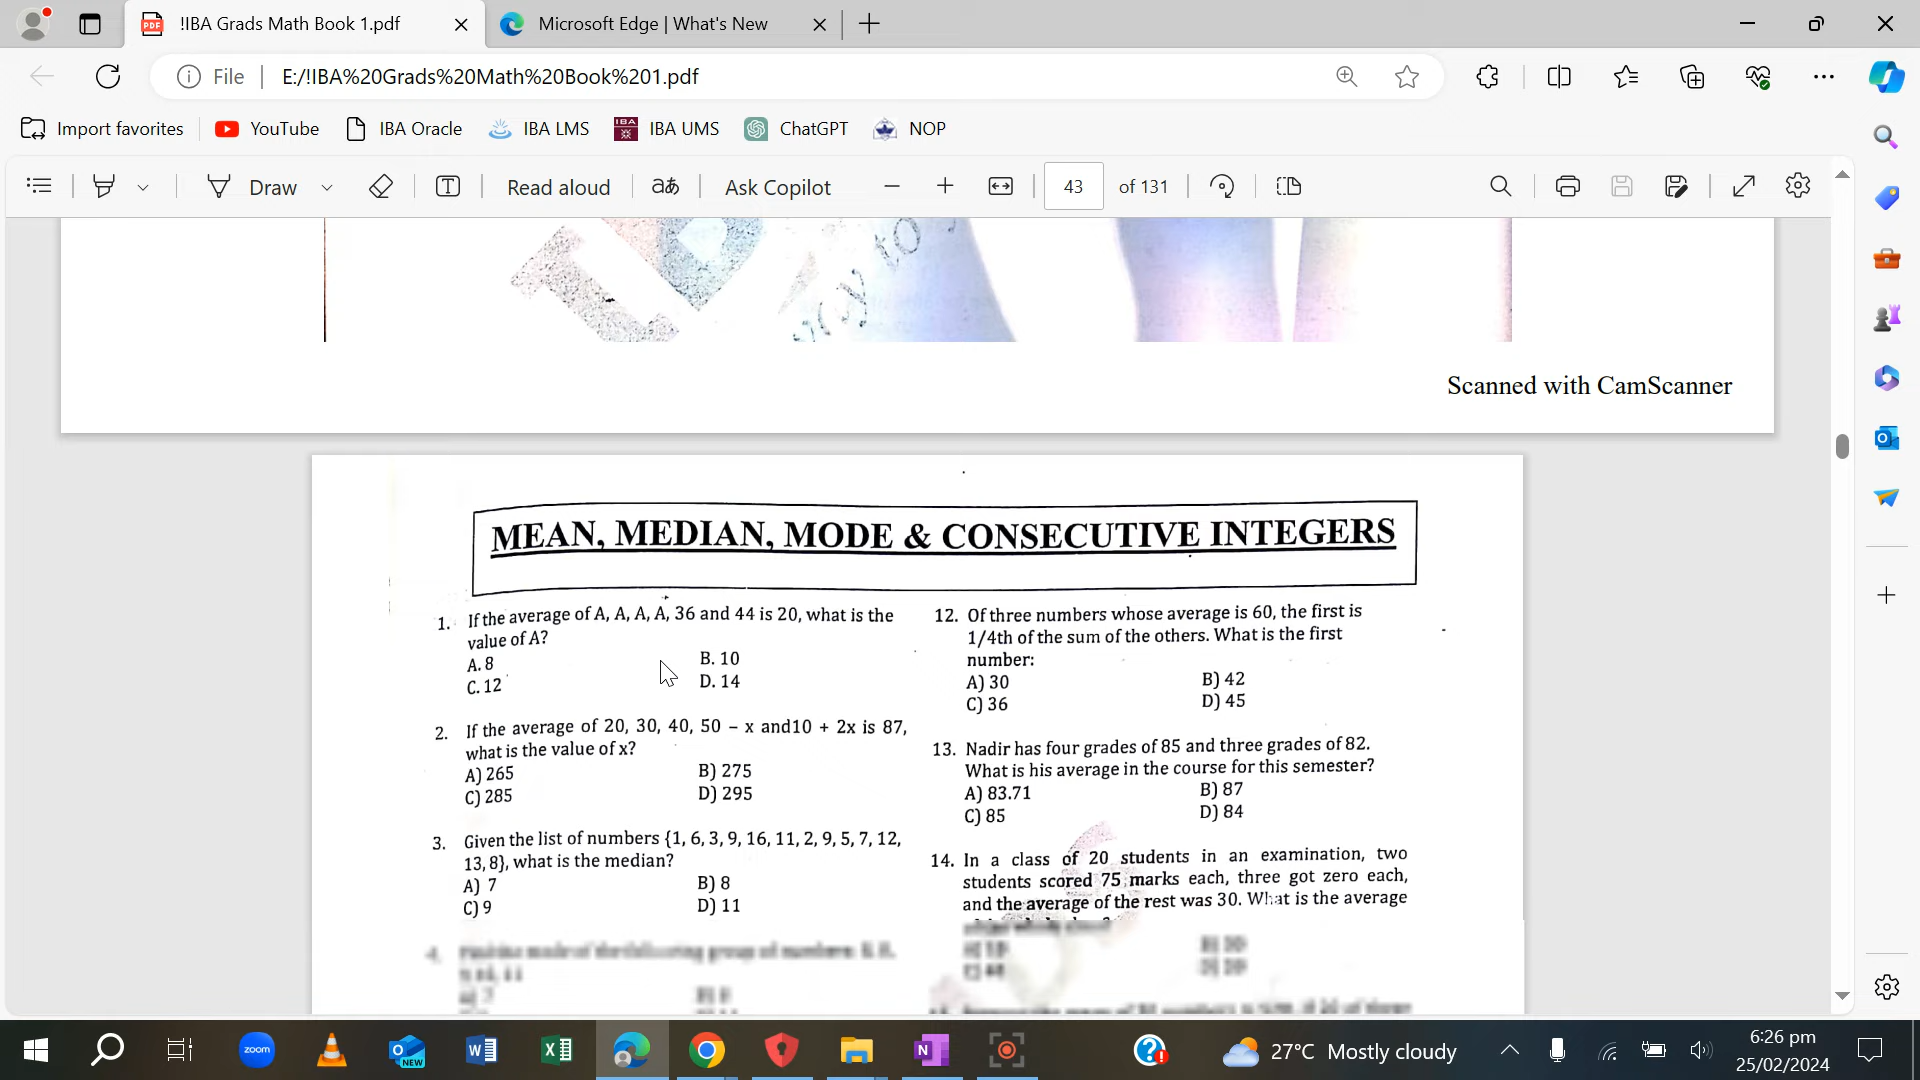 !IBA Grads Math Book 1.pdf
Microsoft Edge | What's New
File
E:/!IBA%20Grads%20Math%20Book%201.pdf
Import favorites
YouTube
IBA Oracle
IBA LMS
IBA UMS
ChatGPT
NOP
Draw
Read aloud
Ask Copilot
43
of 131
Scanned with CamScanner
MEAN, MEDIAN, MODE & CONSECUTIVE INTEGERS
1. If the average of A, A, A, A, 36 and 44 is 20, what is the
value of A?
A. 8 B. 10
C. 12 D. 14
2. If the average of 20, 30, 40, 50 – x and10 + 2x is 87,
what is the value of x?
A) 265 B) 275
C) 285 D) 295
3. Given the list of numbers {1, 6, 3, 9, 16, 11, 2, 9, 5, 7, 12,
13, 8}, what is the median?
A) 7 B) 8
C) 9 D) 11
12. Of three numbers whose average is 60, the first is
1/4th of the sum of the others. What is the first
number:
A) 30 B) 42
C) 36 D) 45
13. Nadir has four grades of 85 and three grades of 82.
What is his average in the course for this semester?
A) 83.71 B) 87
C) 85 D) 84
14. In a class of 20 students in an examination, two
students scored 75 marks each, three got zero each,
and the average of the rest was 30. What is the average
zoom
NEW
27°C Mostly cloudy
6:26 pm
25/02/2024